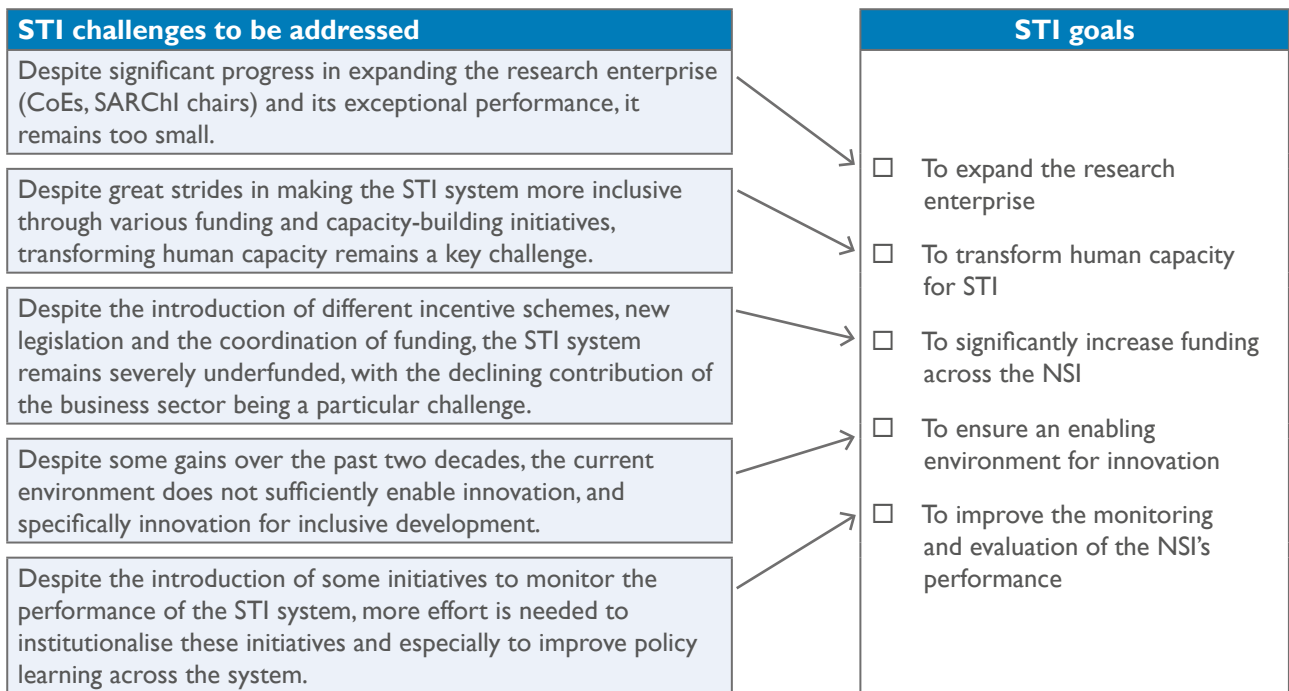 STI challenges to be addressed
Despite significant progress in expanding the research enterprise
(CoEs, SARChI chairs) and its exceptional performance, it
remains too small.
Despite great strides in making the STI system more inclusive
through various funding and capacity-building initiatives,
transforming human capacity remains a key challenge.
Despite the introduction of different incentive schemes, new
legislation and the coordination of funding, the STI system
remains severely underfunded, with the declining contribution of
the business sector being a particular challenge.
Despite some gains over the past two decades, the current
environment does not sufficiently enable innovation, and
specifically innovation for inclusive development.
Despite the introduction of some initiatives to monitor the
performance of the STI system, more effort is needed to
institutionalise these initiatives and especially to improve policy
learning across the system.
STI goals
☐ To expand the research
enterprise
☐ To transform human capacity
for STI
☐ To significantly increase funding
across the NSI
☐ To ensure an enabling
environment for innovation
☐ To improve the monitoring
and evaluation of the NSI's
performance